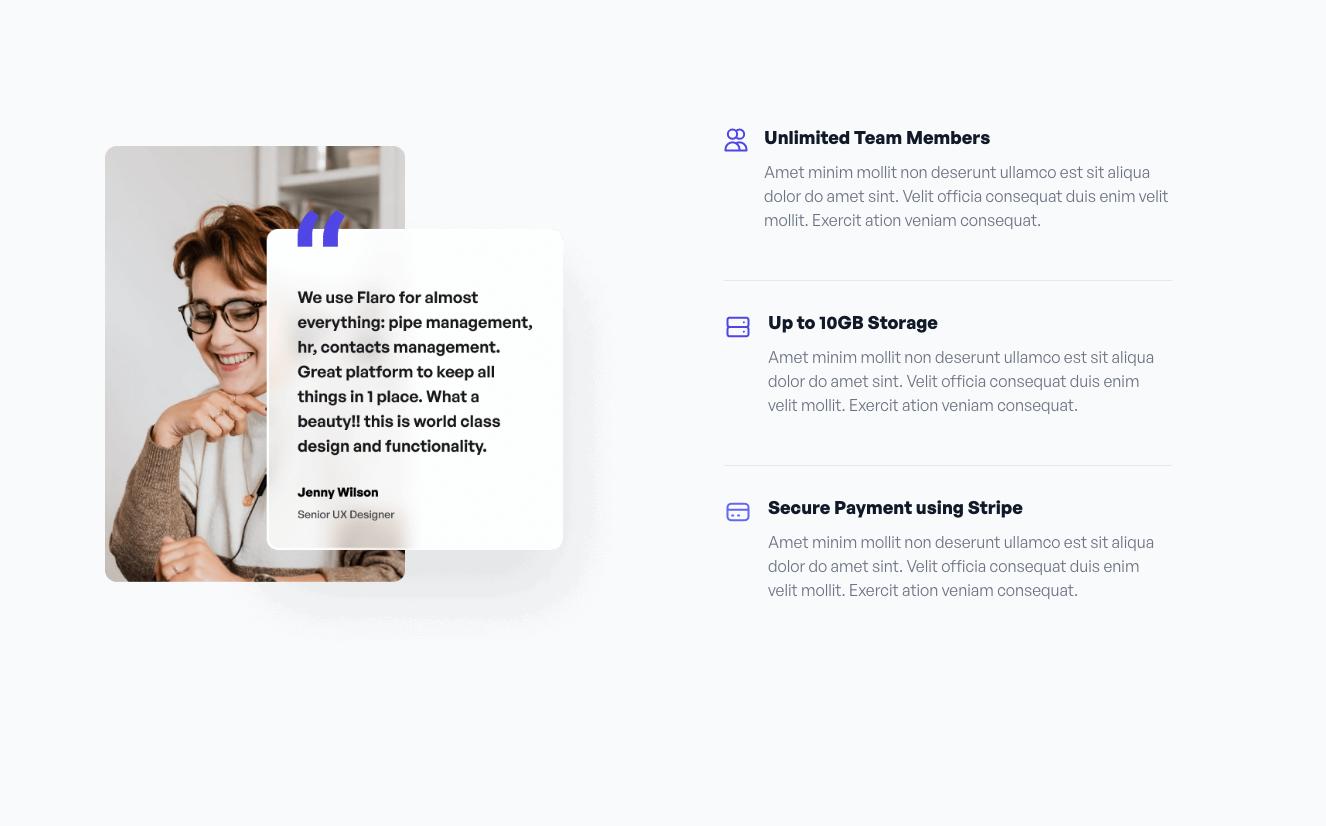 We use Flaro for almost
everything: pipe management,
hr, contacts management.
Great platform to keep all
things in 1 place. What a
beauty!! this is world class
design and functionality.
Jenny Wilson
Senior UX Designer
Unlimited Team Members
Amet minim mollit non deserunt ullamco est sit aliqua
dolor do amet sint. Velit officia consequat duis enim velit
mollit. Exercit ation veniam consequat.
Up to 10GB Storage
Amet minim mollit non deserunt ullamco est sit aliqua
dolor do amet sint. Velit officia consequat duis enim
velit mollit. Exercit ation veniam consequat.
Secure Payment using Stripe
Amet minim mollit non deserunt ullamco est sit aliqua
dolor do amet sint. Velit officia consequat duis enim
velit mollit. Exercit ation veniam consequat.